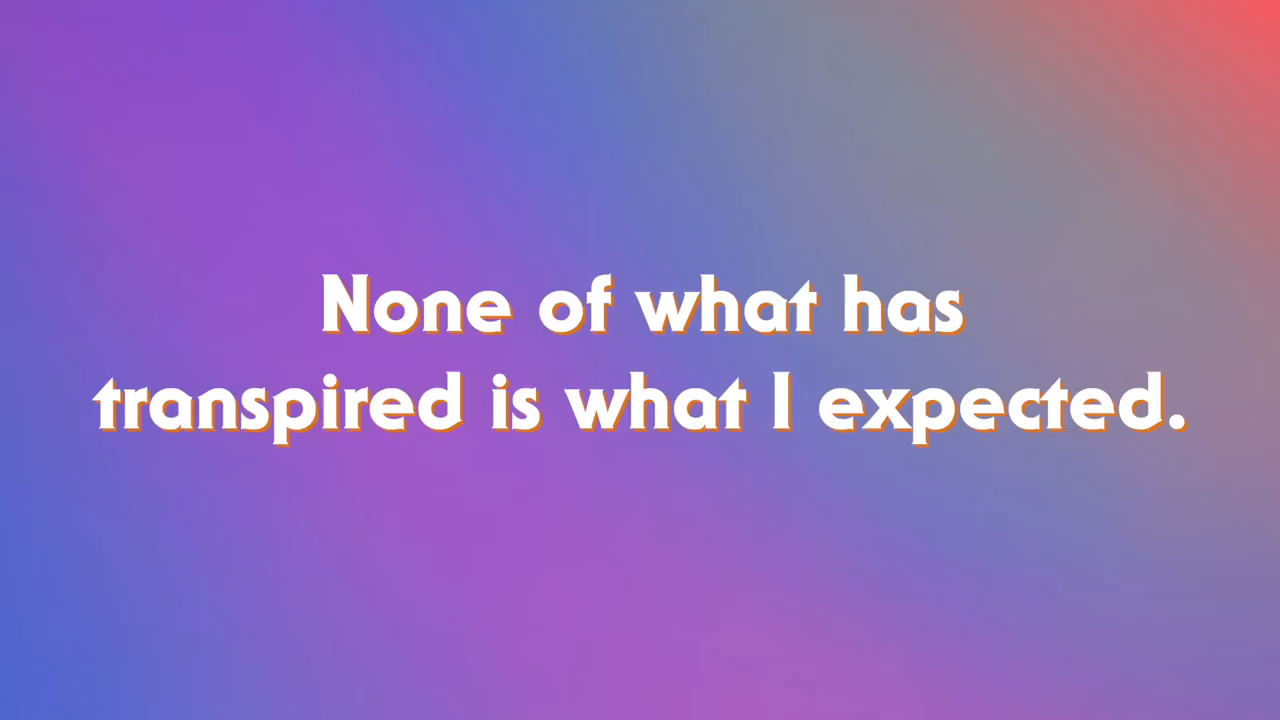 None of what has
transpired is what I expected.